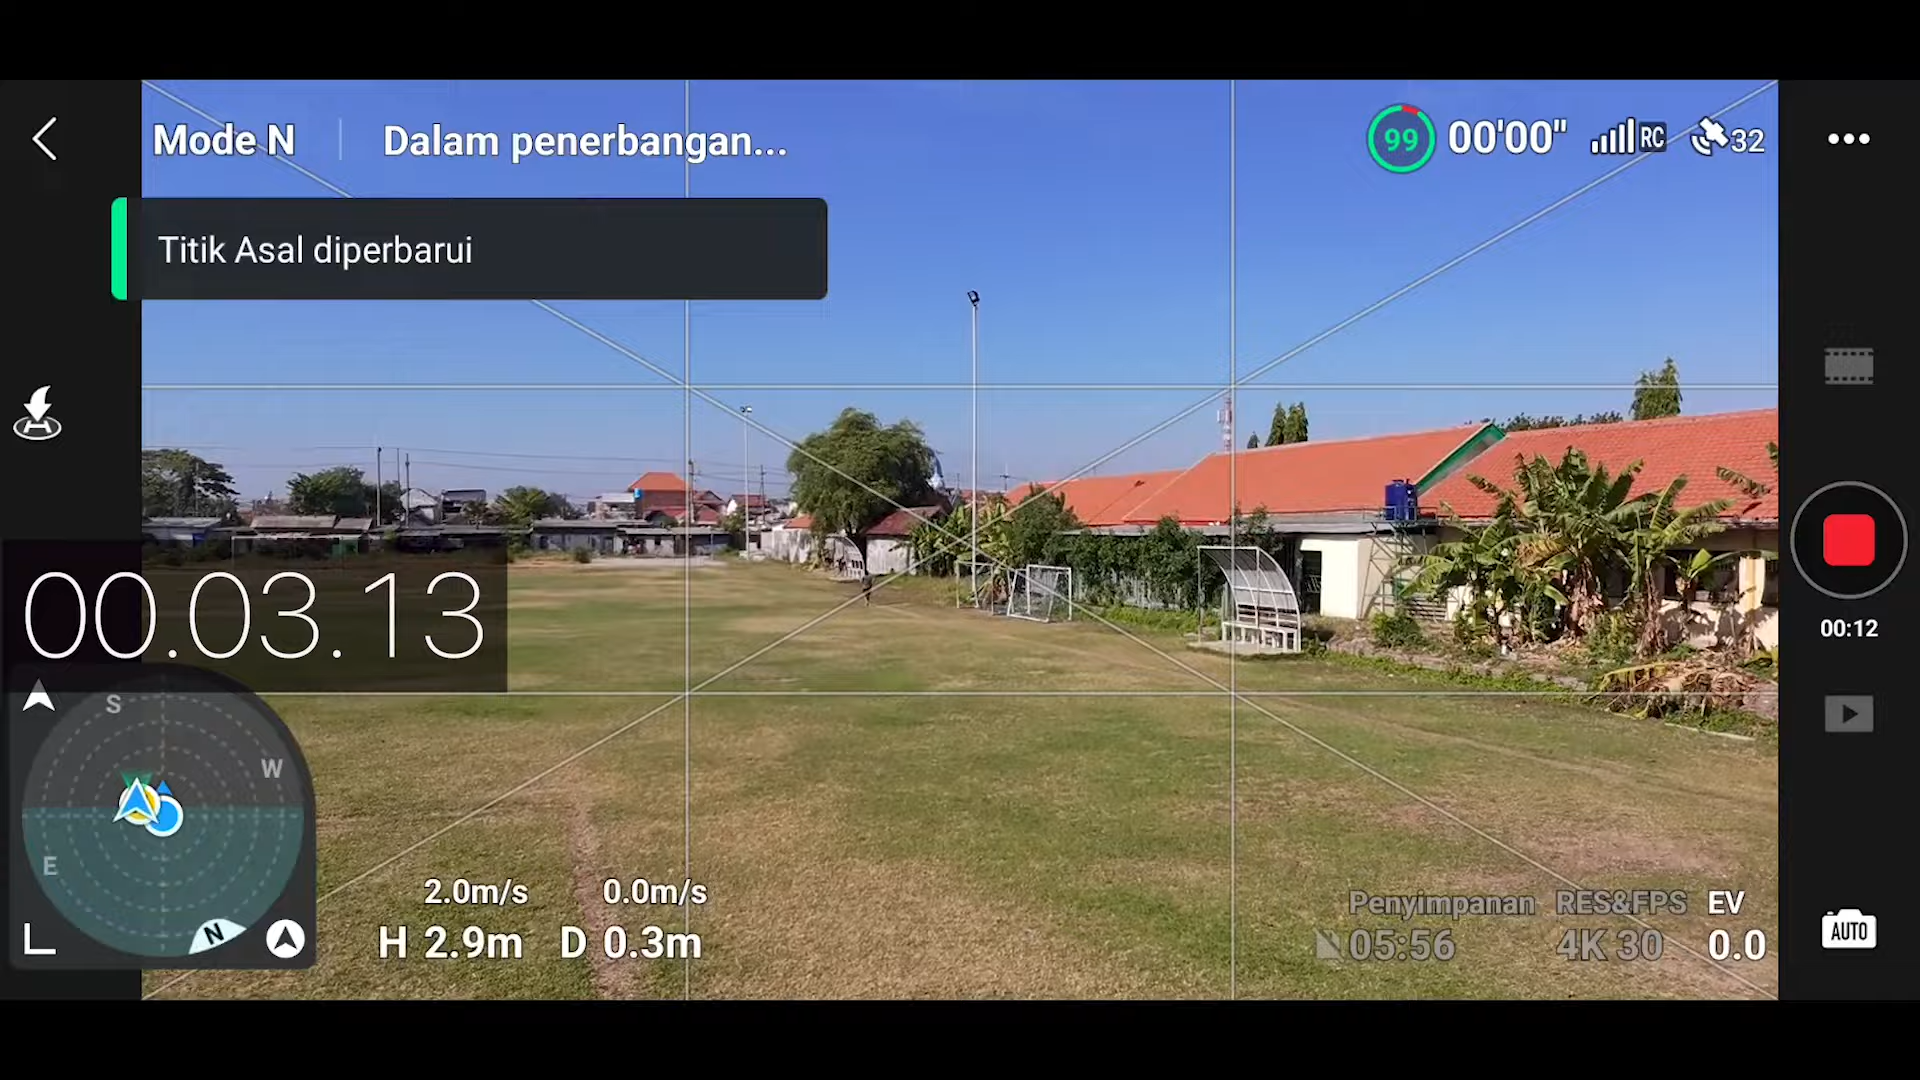 Mode N
Dalam penerbangan...
99
00'00"
RC
32
Titik Asal diperbarui
00.03.13
00:12
S
W
E
N
2.0m/s
0.0m/s
H 2.9m
D 0.3m
Penyimpanan
05:56
RES&FPS
4K 30
EV
0.0
AUTO